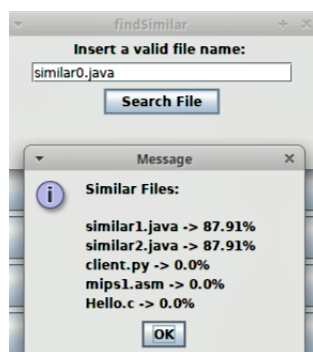 findSimilar
Insert a valid file name:
similar0.java
Search File
Message
Similar Files:
similar1.java -> 87.91%
similar2.java -> 87.91%
client.py -> 0.0%
mips1.asm -> 0.0%
Hello.c -> 0.0%
OK